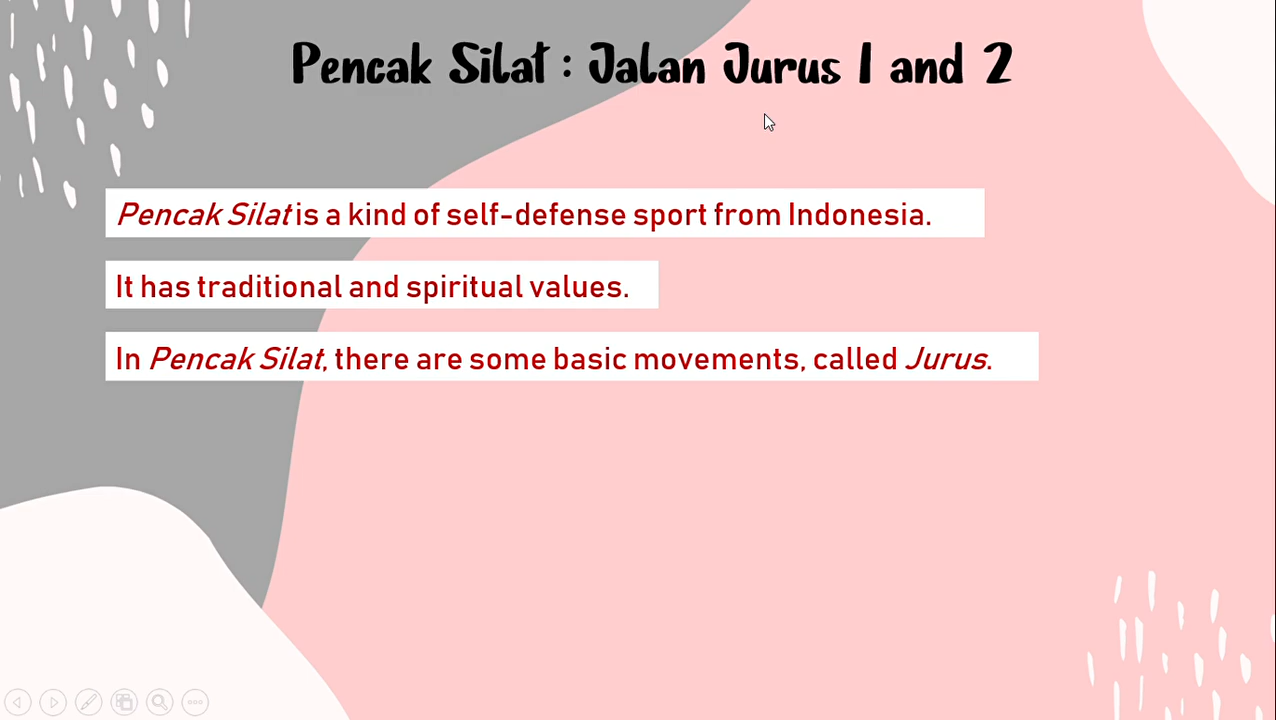 Pencak Silat : Jalan Jurus 1 and 2
Pencak Silat is a kind of self-defense sport from Indonesia.
It has traditional and spiritual values.
In Pencak Silat, there are some basic movements, called Jurus.